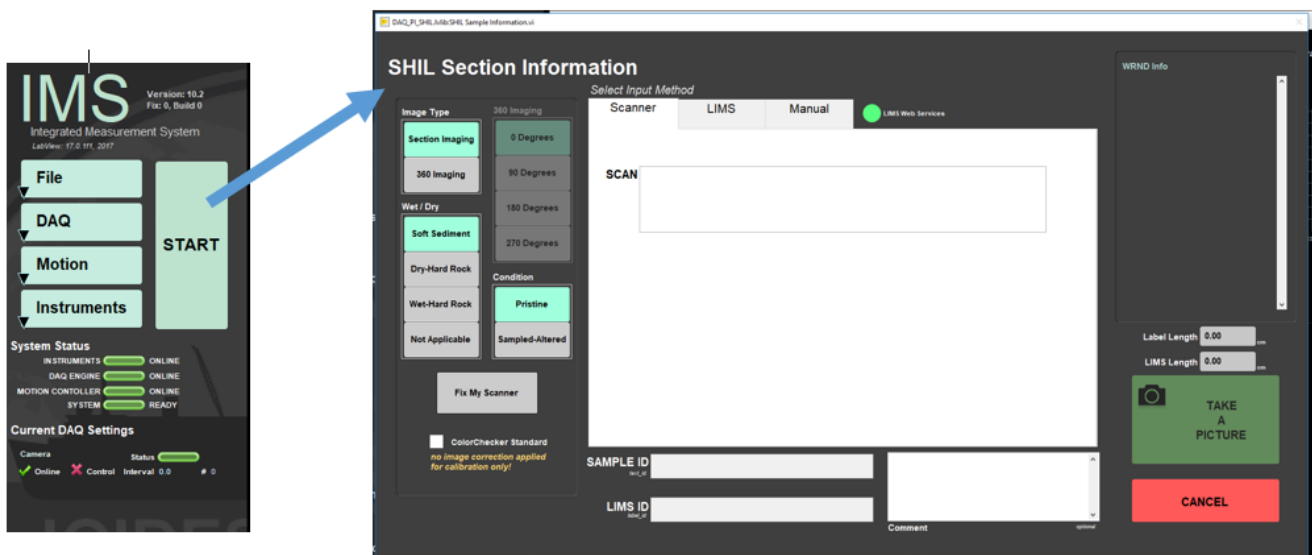 IMS
Version: 10.2
Fix: 0, Build 0
Integrated Measurement System
LabView: 17.0.1f1, 2017
File
DAQ
Motion
Instruments
START
System Status
INSTRUMENTS ONLINE
DAQ ENGINE ONLINE
MOTION CONTOLLER ONLINE
SYSTEM READY
Current DAQ Settings
Camera
Status
Online Control Interval 0.0 # 0
JOIDES
DAQ_PI_SHIL.lvlib:SHIL Sample Information.vi
SHIL Section Information
Select Input Method
Scanner LIMS Manual LIMS Web Services
Image Type
Section Imaging
360 Imaging
360 Imaging
0 Degrees
90 Degrees
180 Degrees
270 Degrees
Wet / Dry
Soft Sediment
Dry-Hard Rock
Wet-Hard Rock
Not Applicable
Condition
Pristine
Sampled-Altered
Fix My Scanner
ColorChecker Standard
no image correction applied
for calibration only!
SCAN
SAMPLE ID
text_id
LIMS ID
label_id
Comment optional
WRND Info
Label Length 0.00 cm
LIMS Length 0.00 cm
TAKE
A
PICTURE
CANCEL